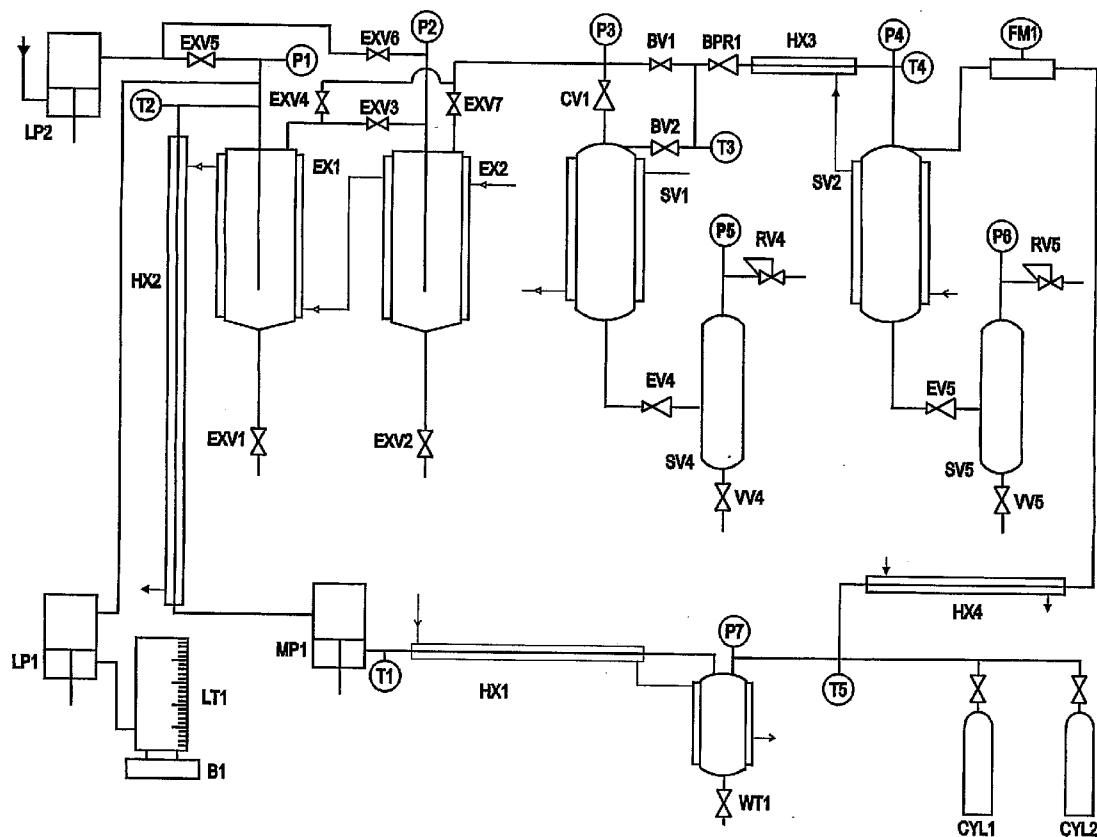 P2
P3
P4
FM1
EXV5
EXV6
BV1
BPR1
HX3
P1
T4
T2
EXV4
EXV3
EXV7
CV1
LP2
BV2
T3
EX1
EX2
SV1
SV2
P5
RV4
P6
RV5
HX2
EV4
EV5
EXV1
EXV2
SV4
SV5
VV4
VV5
HX4
LP1
MP1
P7
T1
T5
LT1
HX1
B1
WT1
CYL1
CYL2